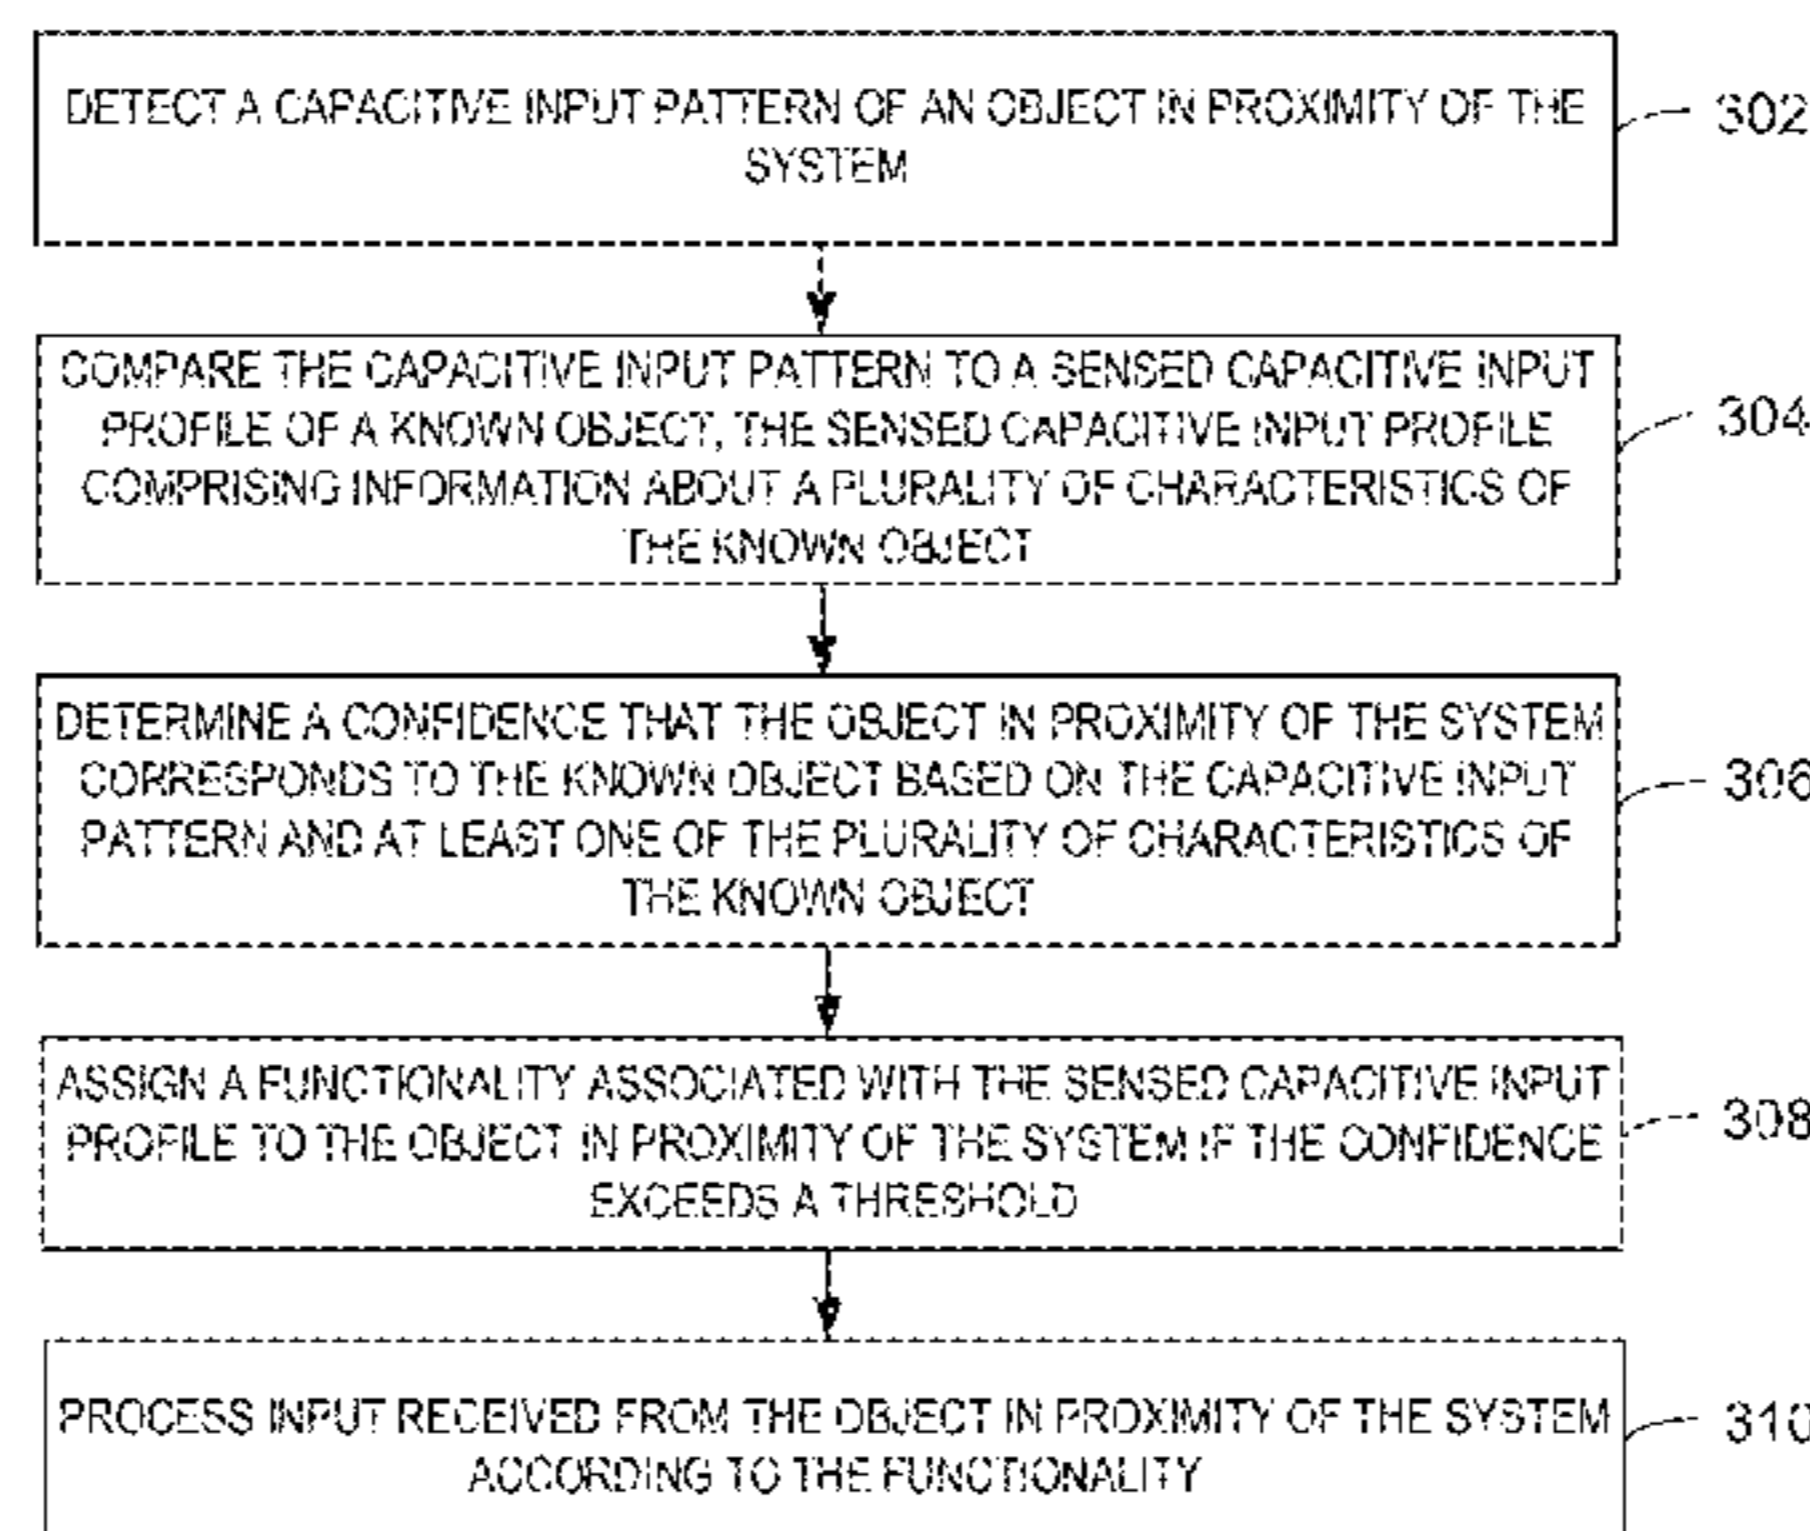 DETECT A CAPACITIVE INPUT PATTERN OF AN OBJECT IN PROXIMITY OF THE
SYSTEM
302
COMPARE THE CAPACITIVE INPUT PATTERN TO A SENSED CAPACITIVE INPUT
PROFILE OF A KNOWN OBJECT, THE SENSED CAPACITIVE INPUT PROFILE
COMPRISING INFORMATION ABOUT A PLURALITY OF CHARACTERISTICS OF
THE KNOWN OBJECT
304
DETERMINE A CONFIDENCE THAT THE OBJECT IN PROXIMITY OF THE SYSTEM
CORRESPONDS TO THE KNOWN OBJECT BASED ON THE CAPACITIVE INPUT
PATTERN AND AT LEAST ONE OF THE PLURALITY OF CHARACTERISTICS OF
THE KNOWN OBJECT
306
ASSIGN A FUNCTIONALITY ASSOCIATED WITH THE SENSED CAPACITIVE INPUT
PROFILE TO THE OBJECT IN PROXIMITY OF THE SYSTEM IF THE CONFIDENCE
EXCEEDS A THRESHOLD
308
PROCESS INPUT RECEIVED FROM THE OBJECT IN PROXIMITY OF THE SYSTEM
ACCORDING TO THE FUNCTIONALITY
310